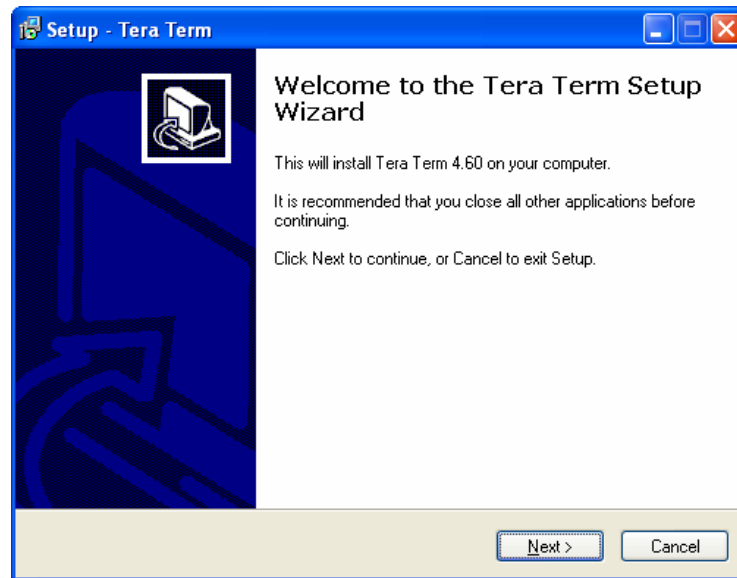 Setup - Tera Term
Welcome to the Tera Term Setup
Wizard
This will install Tera Term 4.60 on your computer.
It is recommended that you close all other applications before
continuing.
Click Next to continue, or Cancel to exit Setup.
Next >
Cancel